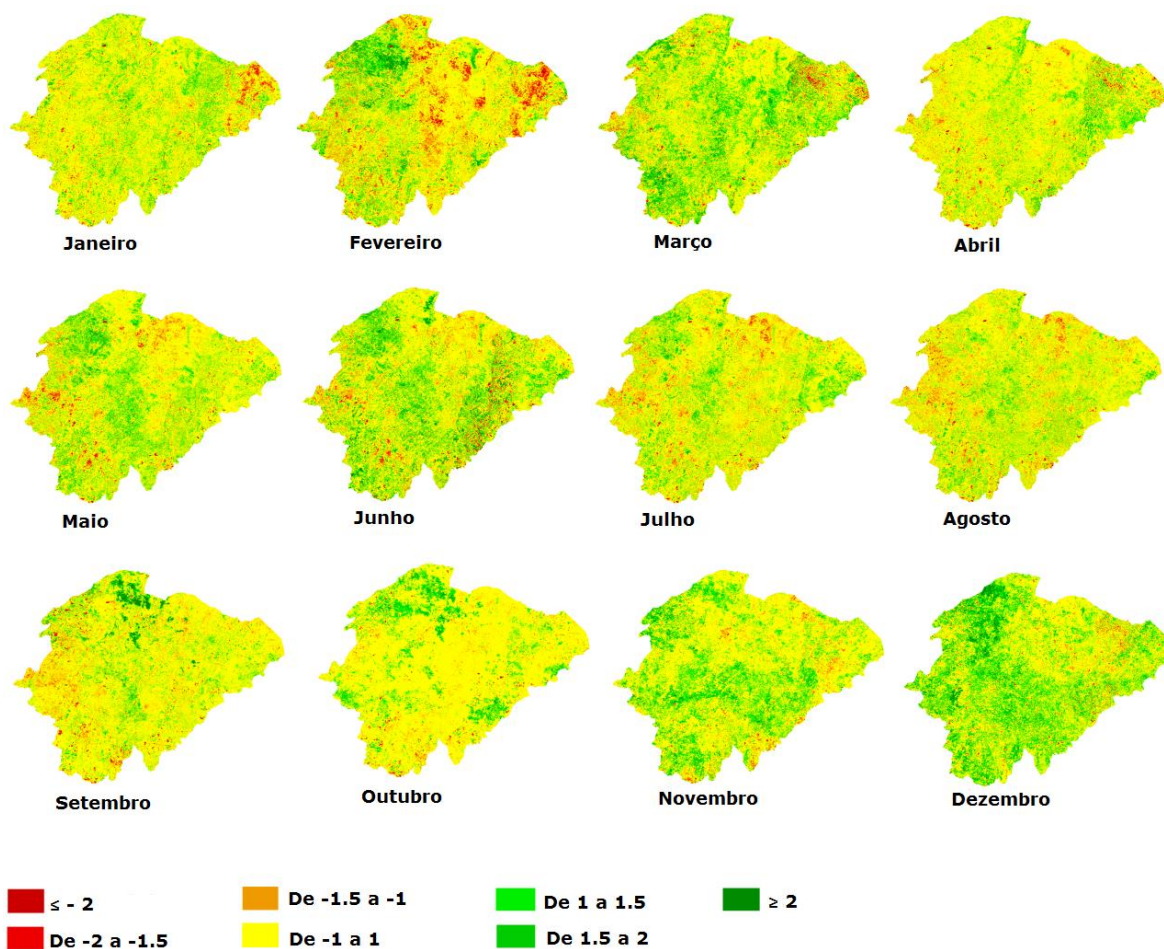 Janeiro
Fevereiro
Março
Abril
Maio
Junho
Julho
Agosto
Setembro
Outubro
Novembro
Dezembro
≤ - 2
De -1.5 a -1
De 1 a 1.5
≥ 2
De -2 a -1.5
De -1 a 1
De 1.5 a 2